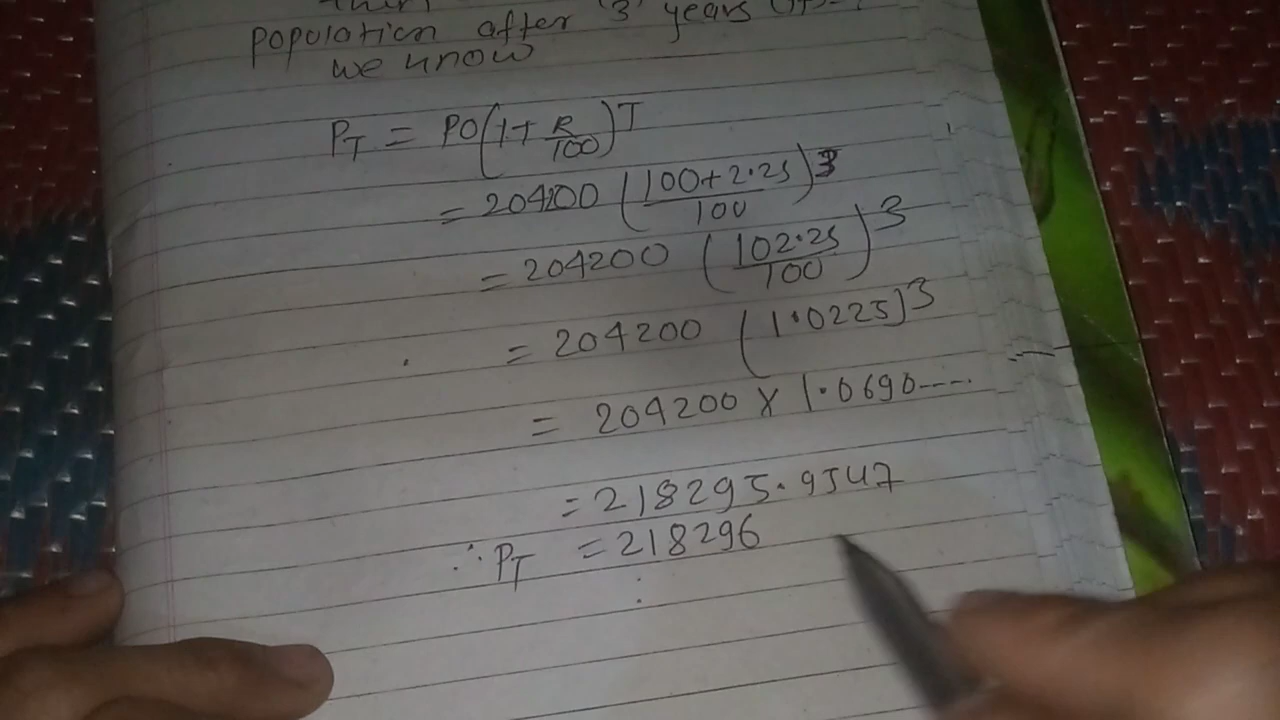 population after 3 years
we know
PT = PO(1+R/100)T
= 204200 (100+2.25/100)3
= 204200 (102.25/100)3
= 204200 (1.0225)3
= 204200 X 1.0690----.
= 218295.9547
∴ PT = 218296